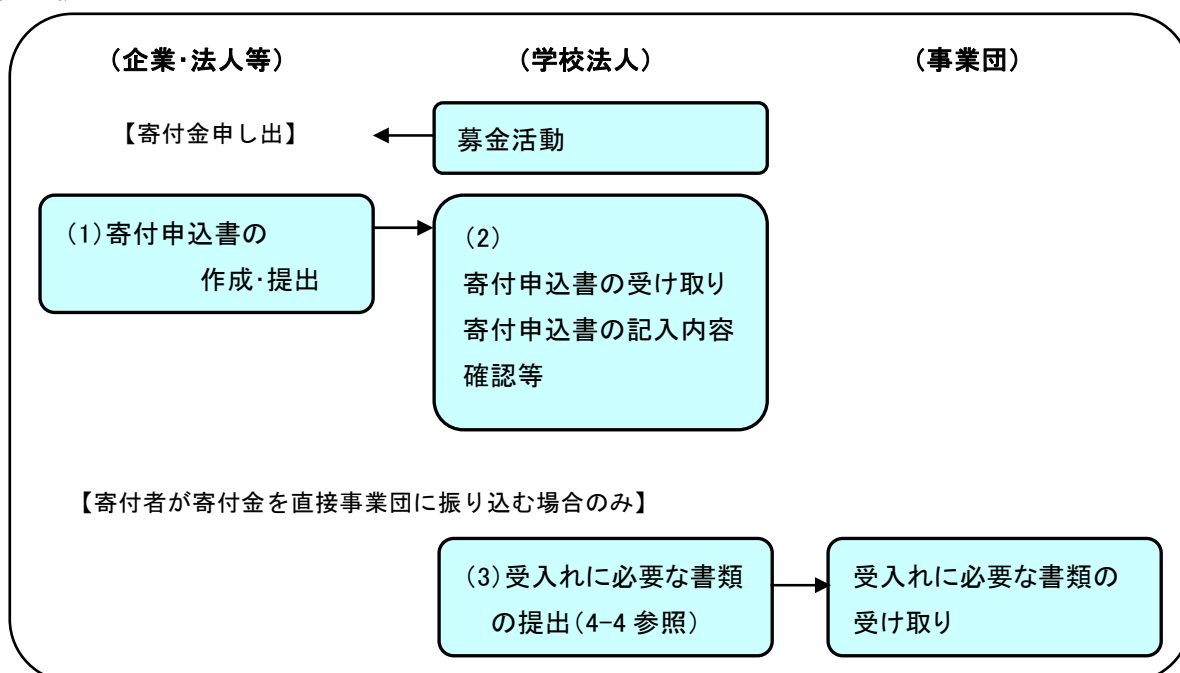 (企業・法人等)
(学校法人)
(事業団)
【寄付金申し出】
募金活動
(1)寄付申込書の
作成・提出
(2)
寄付申込書の受け取り
寄付申込書の記入内容
確認等
【寄付者が寄付金を直接事業団に振り込む場合のみ】
(3)受入れに必要な書類
の提出(4-4 参照)
受入れに必要な書類の
受け取り